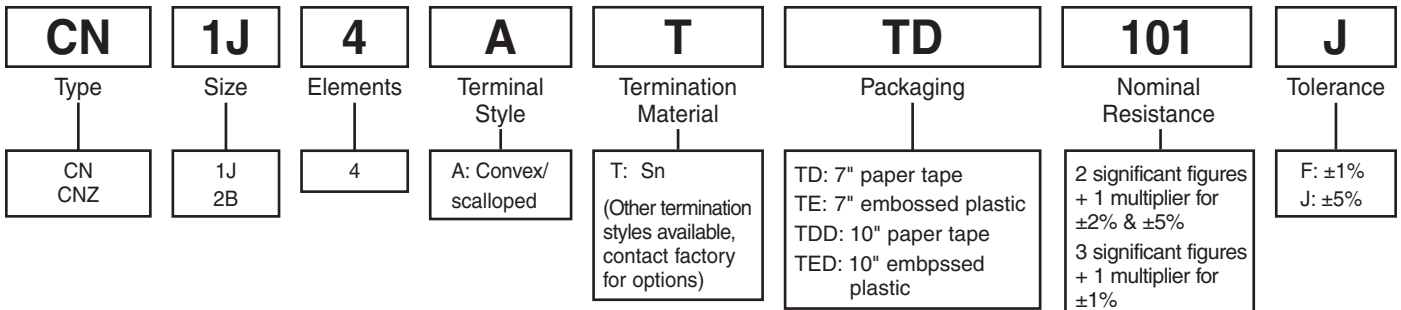 CN 1J 4 A T TD 101 J
Type Size Elements Terminal Style Termination Material Packaging Nominal Resistance Tolerance
CN
CNZ
1J
2B
4
A: Convex/
scalloped
T: Sn
(Other termination
styles available,
contact factory
for options)
TD: 7" paper tape
TE: 7" embossed plastic
TDD: 10" paper tape
TED: 10" embpssed
plastic
2 significant figures
+ 1 multiplier for
±2% & ±5%
3 significant figures
+ 1 multiplier for
±1%
F: ±1%
J: ±5%